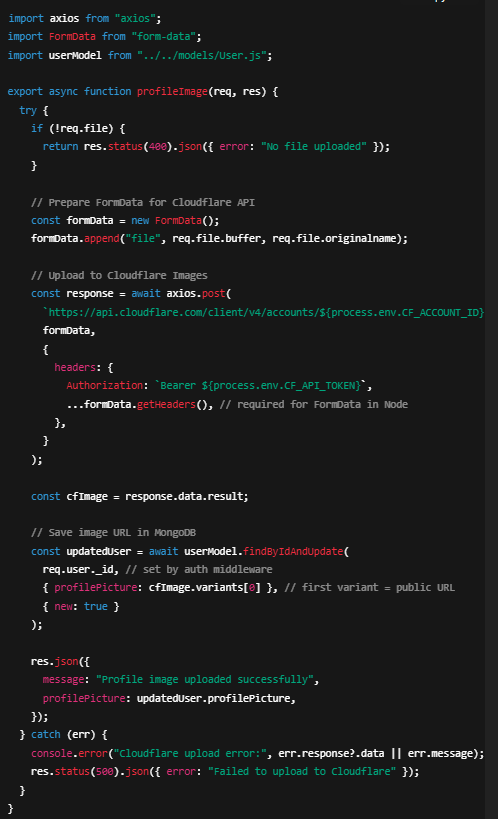 import axios from "axios";
import FormData from "form-data";
import userModel from "../../models/User.js";
export async function profileImage(req, res) {
try {
if (!req.file) {
return res.status(400).json({ error: "No file uploaded" });
}
// Prepare FormData for Cloudflare API
const formData = new FormData();
formData.append("file", req.file.buffer, req.file.originalname);
// Upload to Cloudflare Images
const response = await axios.post(
`https://api.cloudflare.com/client/v4/accounts/${process.env.CF_ACCOUNT_ID}
formData,
{
headers: {
Authorization: `Bearer ${process.env.CF_API_TOKEN}`,
...formData.getHeaders(), // required for FormData in Node
},
}
);
const cfImage = response.data.result;
// Save image URL in MongoDB
const updatedUser = await userModel.findByIdAndUpdate(
req.user._id, // set by auth middleware
{ profilePicture: cfImage.variants[0] }, // first variant = public URL
{ new: true }
);
res.json({
message: "Profile image uploaded successfully",
profilePicture: updatedUser.profilePicture,
});
} catch (err) {
console.error("Cloudflare upload error:", err.response?.data || err.message);
res.status(500).json({ error: "Failed to upload to Cloudflare" });
}
}